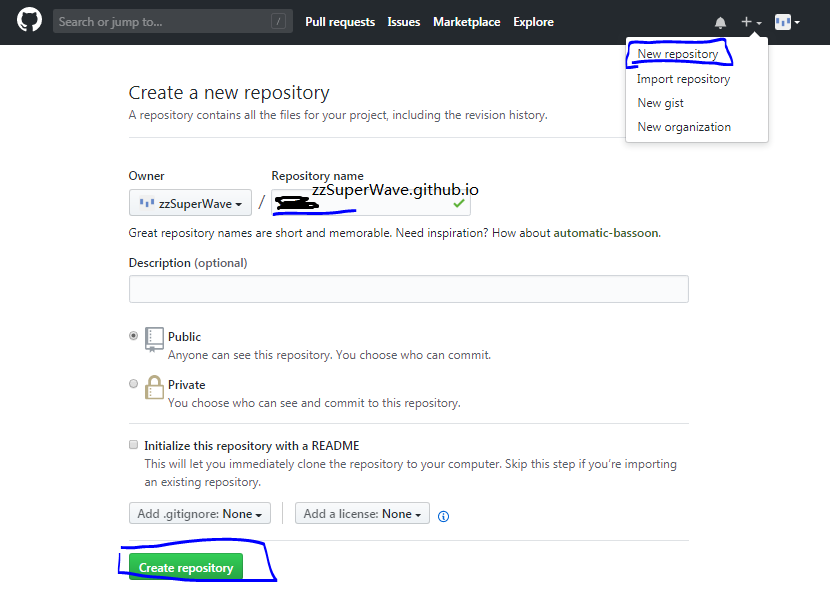 Search or jump to... / Pull requests Issues Marketplace Explore
New repository
Import repository
New gist
New organization
Create a new repository
A repository contains all the files for your project, including the revision history.
Owner Repository name
zzSuperWave / zzSuperWave.github.io
Great repository names are short and memorable. Need inspiration? How about automatic-bassoon.
Description (optional)
Public
Anyone can see this repository. You choose who can commit.
Private
You choose who can see and commit to this repository.
Initialize this repository with a README
This will let you immediately clone the repository to your computer. Skip this step if you’re importing
an existing repository.
Add .gitignore: None Add a license: None
Create repository